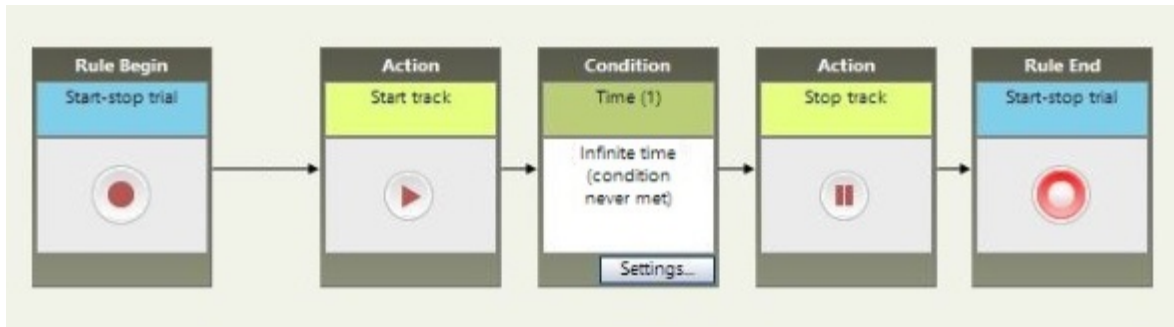 Rule Begin
Start-stop trial
Action
Start track
Condition
Time (1)
Infinite time
(condition
never met)
Settings...
Action
Stop track
Rule End
Start-stop trial